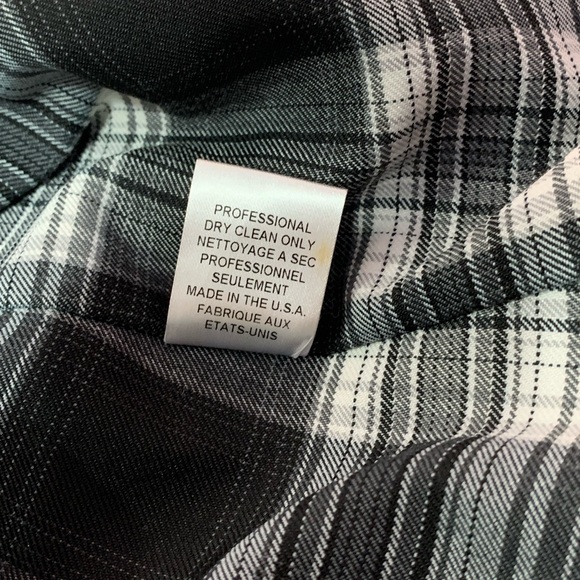 PROFESSIONAL
DRY CLEAN ONLY
NETTOYAGE A SEC
PROFESSIONNEL
SEULEMENT
MADE IN THE U.S.A.
FABRIQUE AUX
ETATS-UNIS